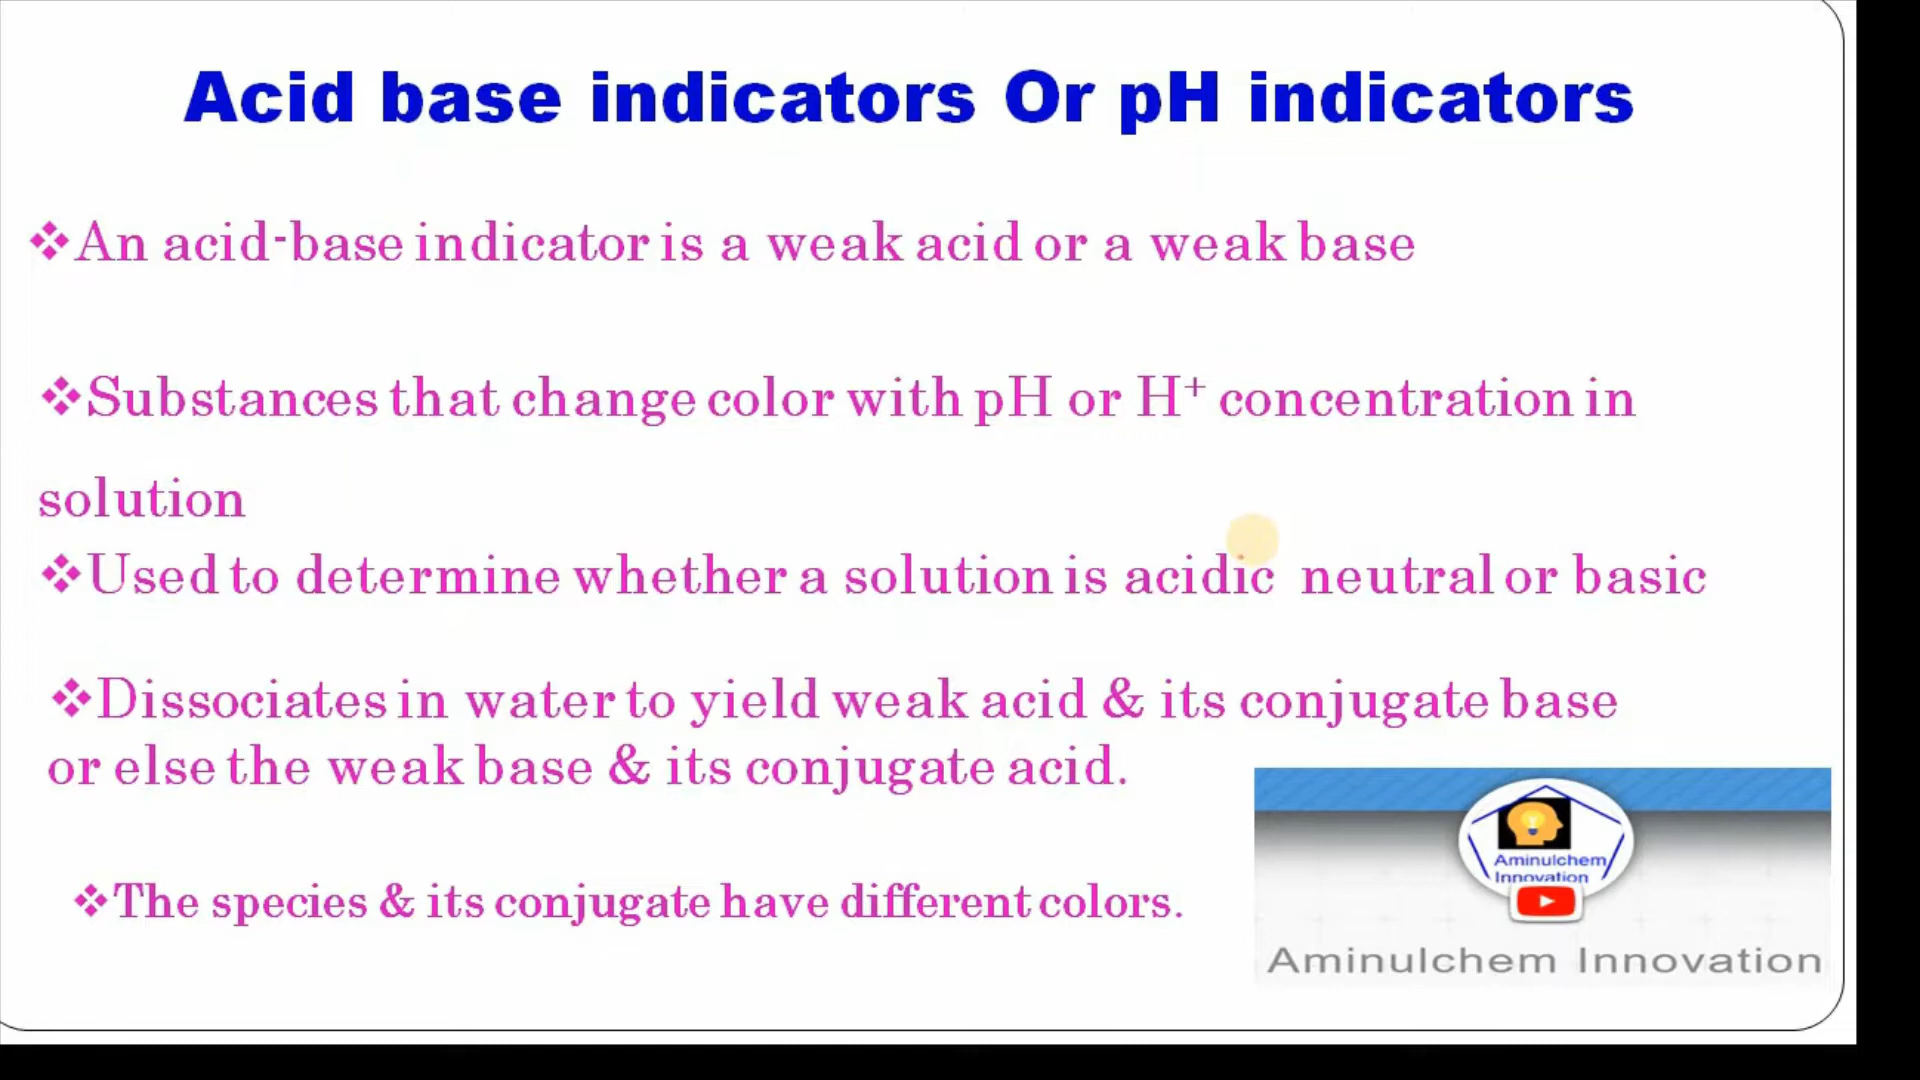 Acid base indicators Or pH indicators
❖An acid-base indicator is a weak acid or a weak base
❖Substances that change color with pH or H⁺ concentration in
solution
❖Used to determine whether a solution is acidic neutral or basic
❖Dissociates in water to yield weak acid & its conjugate base
or else the weak base & its conjugate acid.
❖The species & its conjugate have different colors.
Aminulchem
Innovation
Aminulchem Innovation